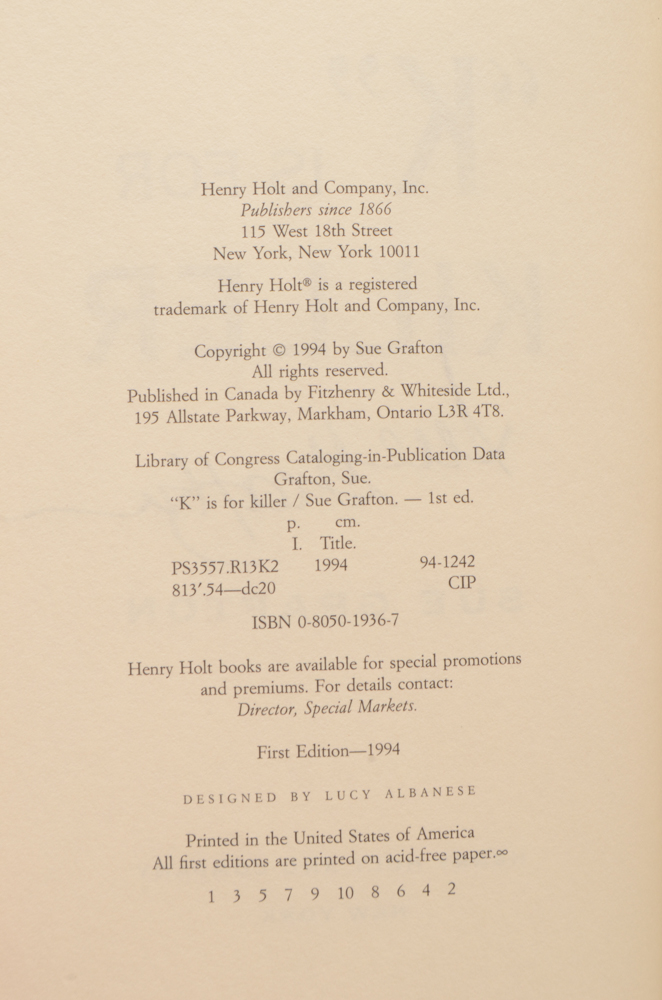 Henry Holt and Company, Inc.
Publishers since 1866
115 West 18th Street
New York, New York 10011
Henry Holt® is a registered
trademark of Henry Holt and Company, Inc.
Copyright © 1994 by Sue Grafton
All rights reserved.
Published in Canada by Fitzhenry & Whiteside Ltd.,
195 Allstate Parkway, Markham, Ontario L3R 4T8.
Library of Congress Cataloging-in-Publication Data
Grafton, Sue.
“K” is for killer / Sue Grafton. — 1st ed.
p. cm.
I. Title.
PS3557.R13K2 1994 94-1242
813′.54—dc20 CIP
ISBN 0-8050-1936-7
Henry Holt books are available for special promotions
and premiums. For details contact:
Director, Special Markets.
First Edition—1994
DESIGNED BY LUCY ALBANESE
Printed in the United States of America
All first editions are printed on acid-free paper.∞
1 3 5 7 9 10 8 6 4 2